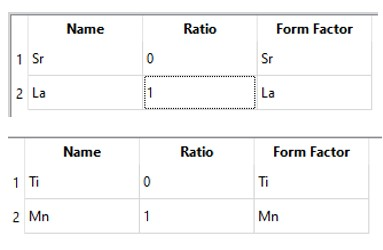 Name Ratio Form Factor
1 Sr 0 Sr
2 La 1 La
Name Ratio Form Factor
1 Ti 0 Ti
2 Mn 1 Mn